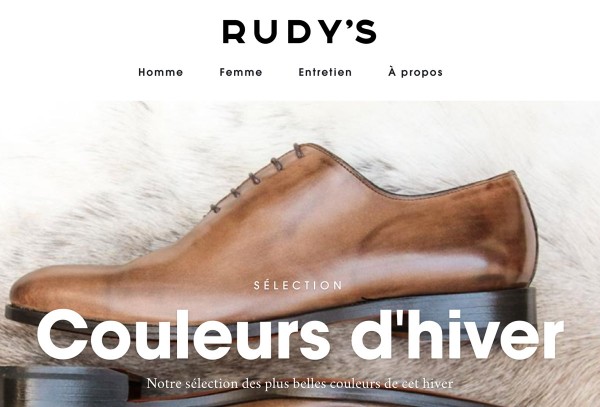 RUDY'S
Homme Femme Entretien À propos
SÉLECTION
Couleurs d'hiver
Notre sélection des plus belles couleurs de cet hiver